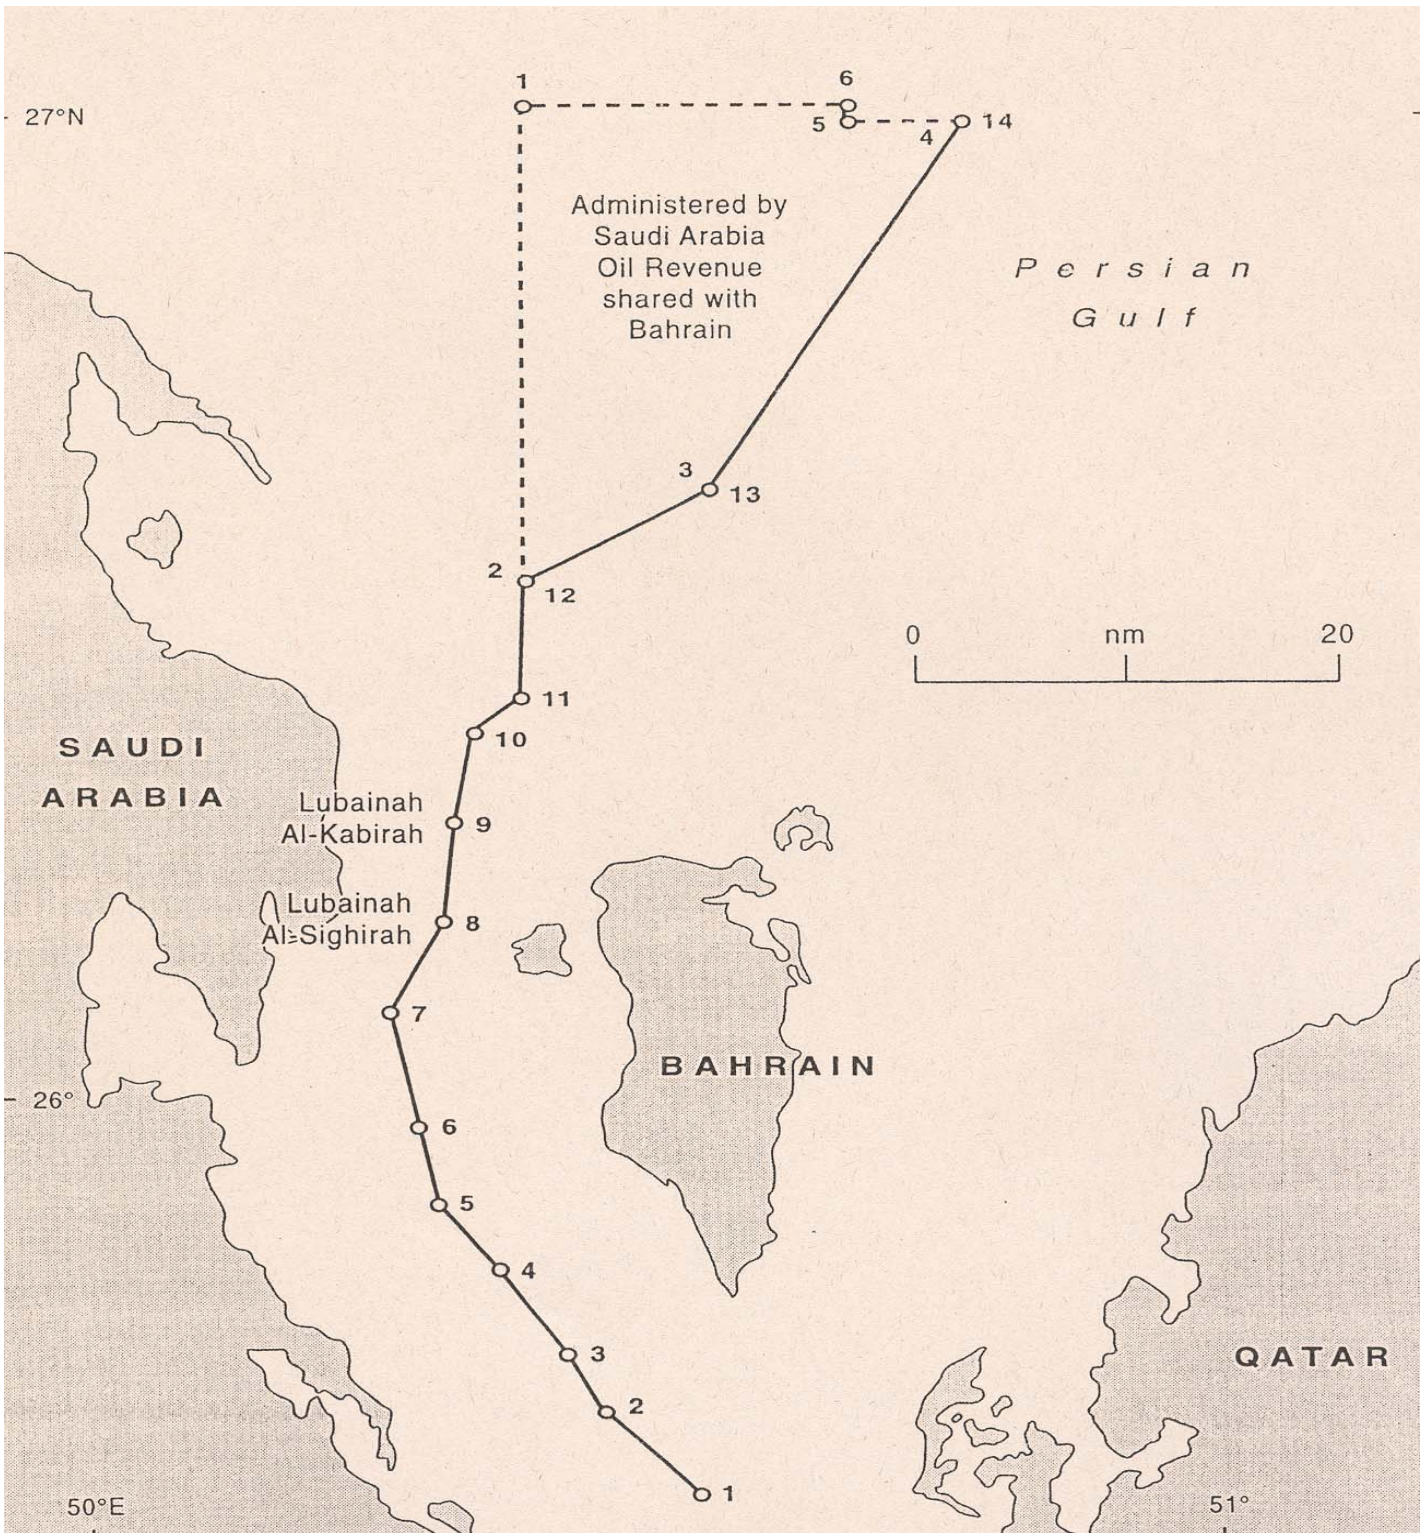 1
6
27°N
5
4
14
Administered by
Saudi Arabia
Oil Revenue
shared with
Bahrain
Persian
Gulf
3
13
2
12
0 nm 20
11
10
SAUDI
ARABIA
Lubainah
Al-Kabirah
9
Lubainah
Al-Sighirah
8
7
BAHRAIN
26°
6
5
4
3
QATAR
2
1
50°E
51°